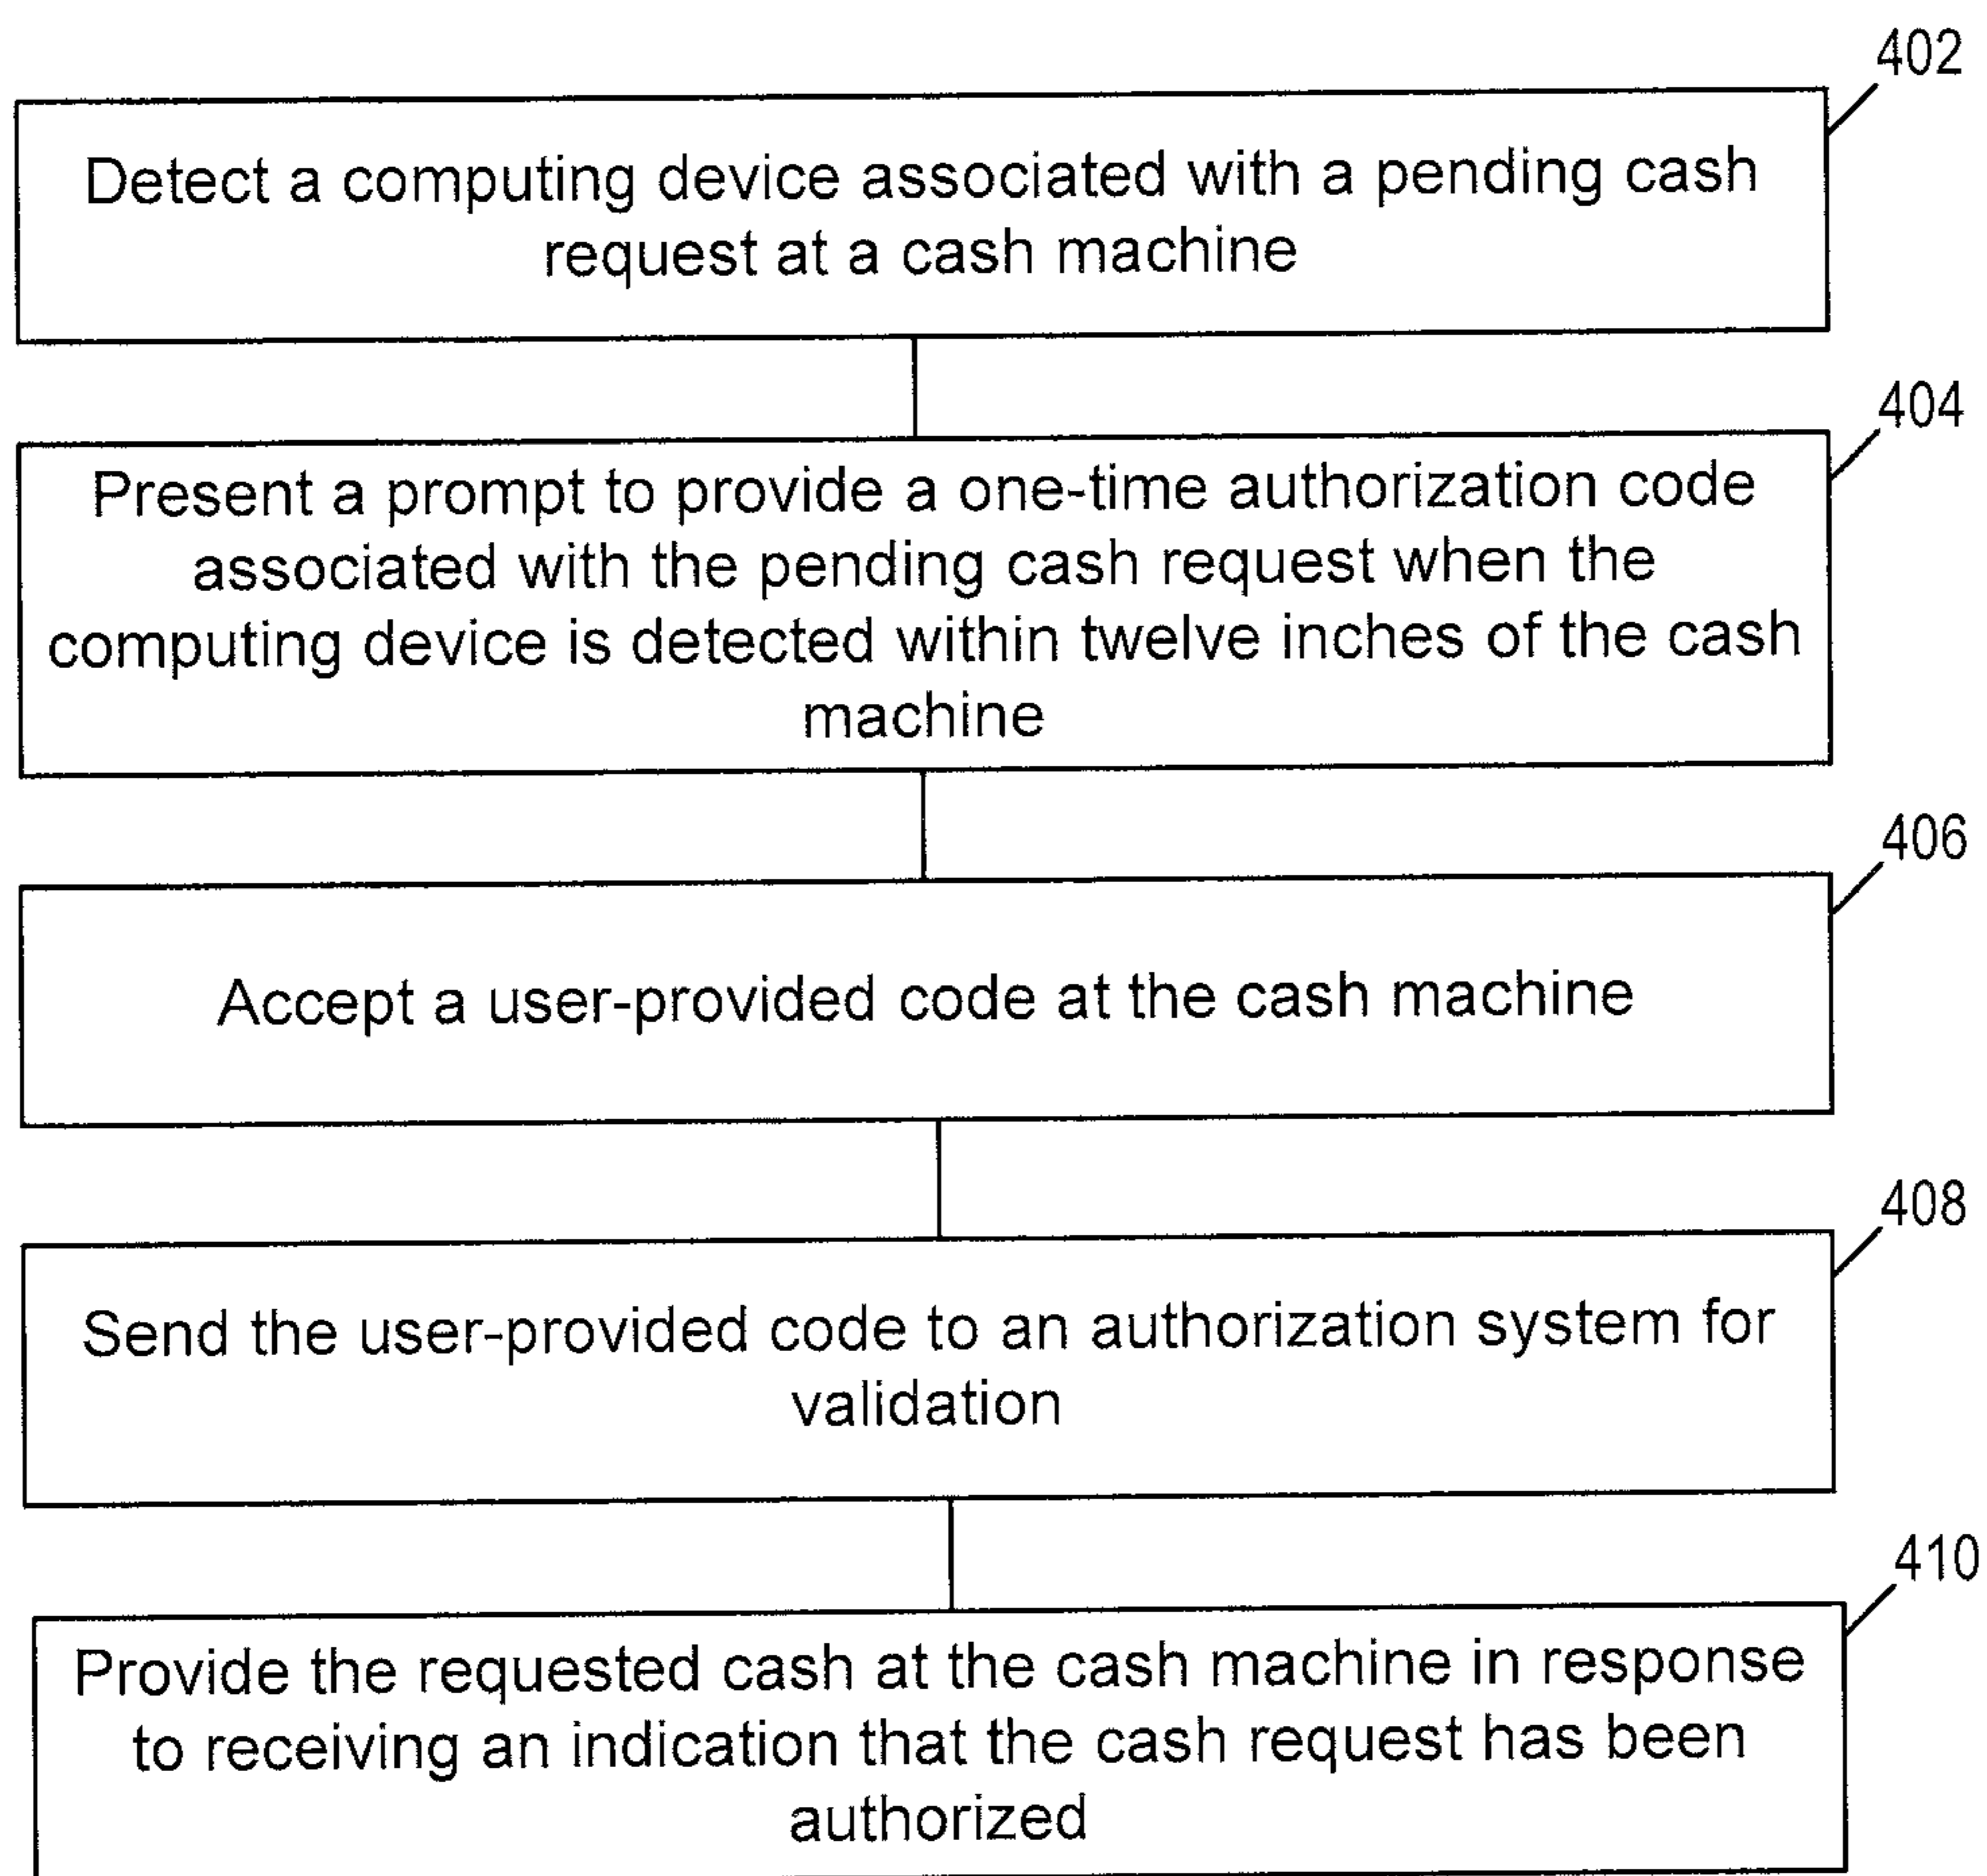 402
Detect a computing device associated with a pending cash
request at a cash machine
404
Present a prompt to provide a one-time authorization code
associated with the pending cash request when the
computing device is detected within twelve inches of the cash
machine
406
Accept a user-provided code at the cash machine
408
Send the user-provided code to an authorization system for
validation
410
Provide the requested cash at the cash machine in response
to receiving an indication that the cash request has been
authorized